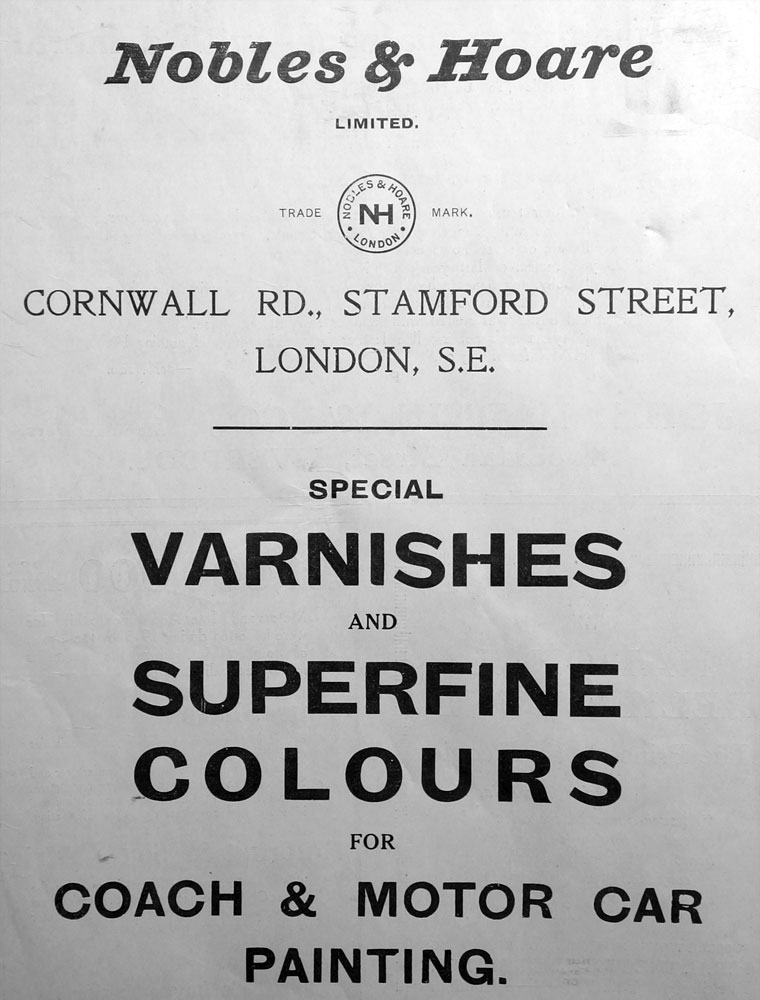 Nobles & Hoare
LIMITED.
TRADE MARK.
NOBLES & HOARE
NH
• LONDON •
CORNWALL RD., STAMFORD STREET,
LONDON, S.E.
SPECIAL
VARNISHES
AND
SUPERFINE
COLOURS
FOR
COACH & MOTOR CAR
PAINTING.